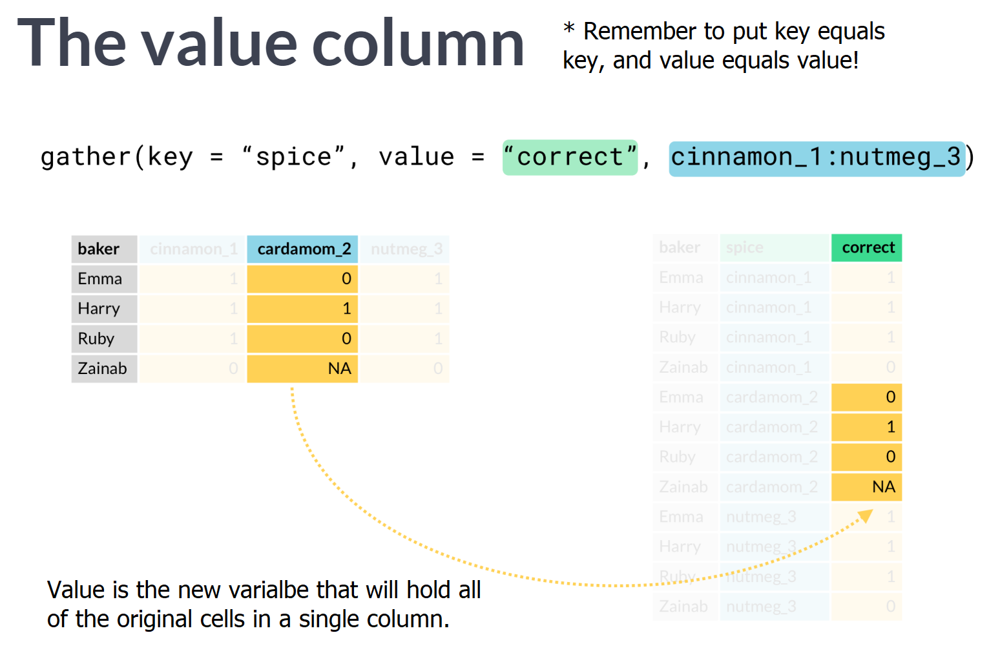 The value column
* Remember to put key equals
key, and value equals value!
gather(key = “spice”, value = “correct”, cinnamon_1:nutmeg_3)
baker cinnamon_1 cardamom_2 nutmeg_3
Emma 1 0 1
Harry 1 1 1
Ruby 1 0 1
Zainab 0 NA 0
baker spice correct
Emma cinnamon_1 1
Harry cinnamon_1 1
Ruby cinnamon_1 1
Zainab cinnamon_1 0
Emma cardamom_2 0
Harry cardamom_2 1
Ruby cardamom_2 0
Zainab cardamom_2 NA
Emma nutmeg_3 1
Harry nutmeg_3 1
Ruby nutmeg_3 1
Zainab nutmeg_3 0
Value is the new varialbe that will hold all
of the original cells in a single column.